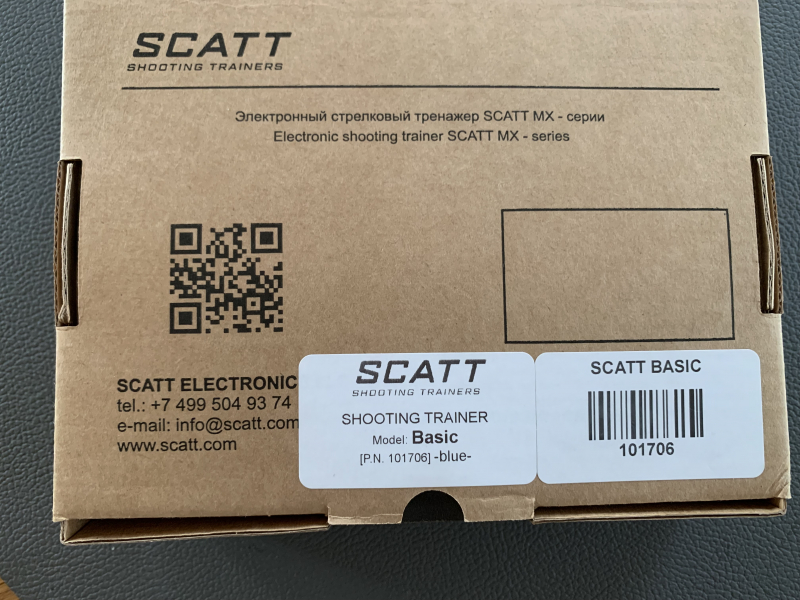 SCATT
SHOOTING TRAINERS
Электронный стрелковый тренажер SCATT MX - серии
Electronic shooting trainer SCATT MX - series
SCATT ELECTRONIC
tel.: +7 499 504 93 74
e-mail: info@scatt.com
www.scatt.com
SCATT
SHOOTING TRAINERS
SHOOTING TRAINER
Model: Basic
[P.N. 101706] -blue-
SCATT BASIC
101706